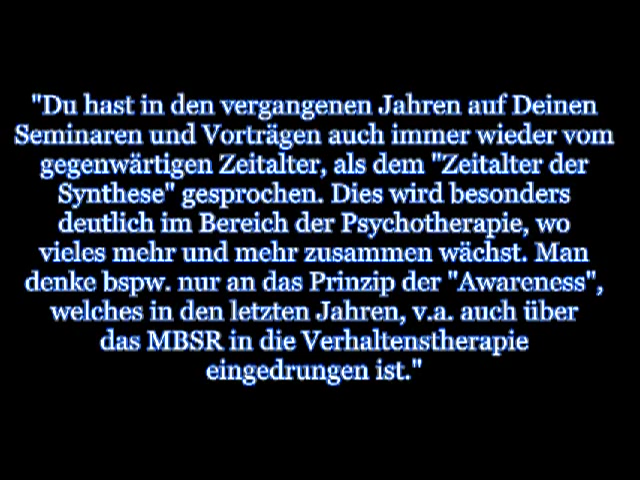 "Du hast in den vergangenen Jahren auf Deinen
Seminaren und Vorträgen auch immer wieder vom
gegenwärtigen Zeitalter, als dem "Zeitalter der
Synthese" gesprochen. Dies wird besonders
deutlich im Bereich der Psychotherapie, wo
vieles mehr und mehr zusammen wächst. Man
denke bspw. nur an das Prinzip der "Awareness",
welches in den letzten Jahren, v.a. auch über
das MBSR in die Verhaltenstherapie
eingedrungen ist."